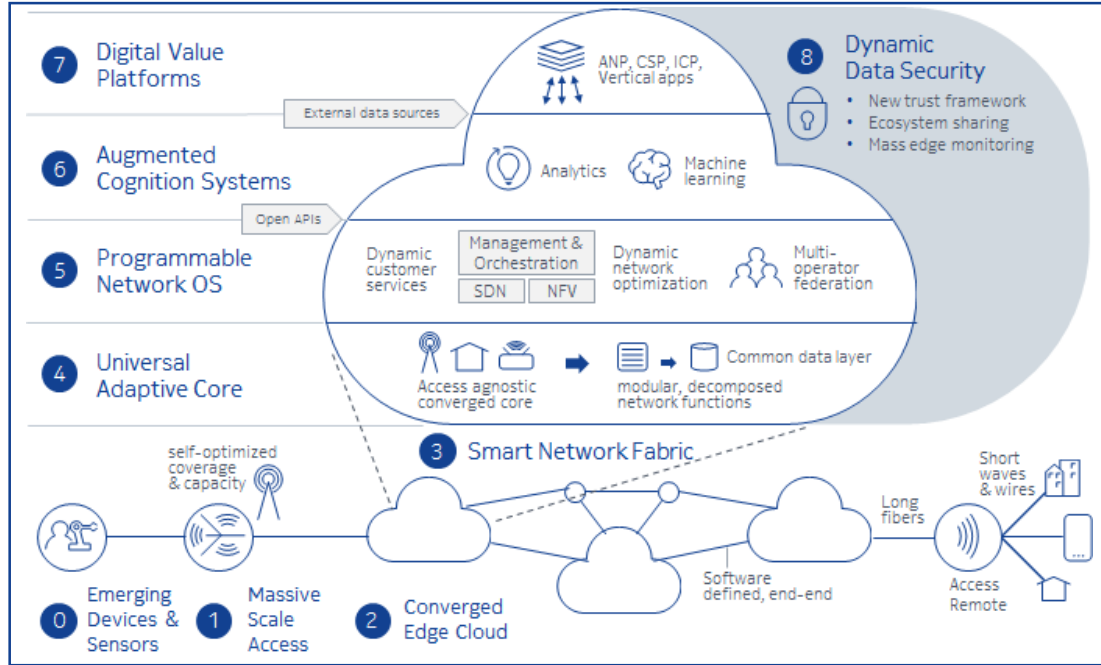 7
Digital Value
Platforms
ANP, CSP, ICP,
Vertical apps
8
Dynamic
Data Security
• New trust framework
• Ecosystem sharing
• Mass edge monitoring
External data sources
6
Augmented
Cognition Systems
Analytics
Machine
learning
Open APIs
5
Programmable
Network OS
Dynamic
customer
services
Management &
Orchestration
SDN
NFV
Dynamic
network
optimization
Multi-
operator
federation
4
Universal
Adaptive Core
Access agnostic
converged core
Common data layer
modular, decomposed
network functions
3
Smart Network Fabric
self-optimized
coverage
& capacity
Short
waves
& wires
Long
fibers
Software
defined, end-end
Access
Remote
...
0
Emerging
Devices &
Sensors
1
Massive
Scale
Access
2
Converged
Edge Cloud